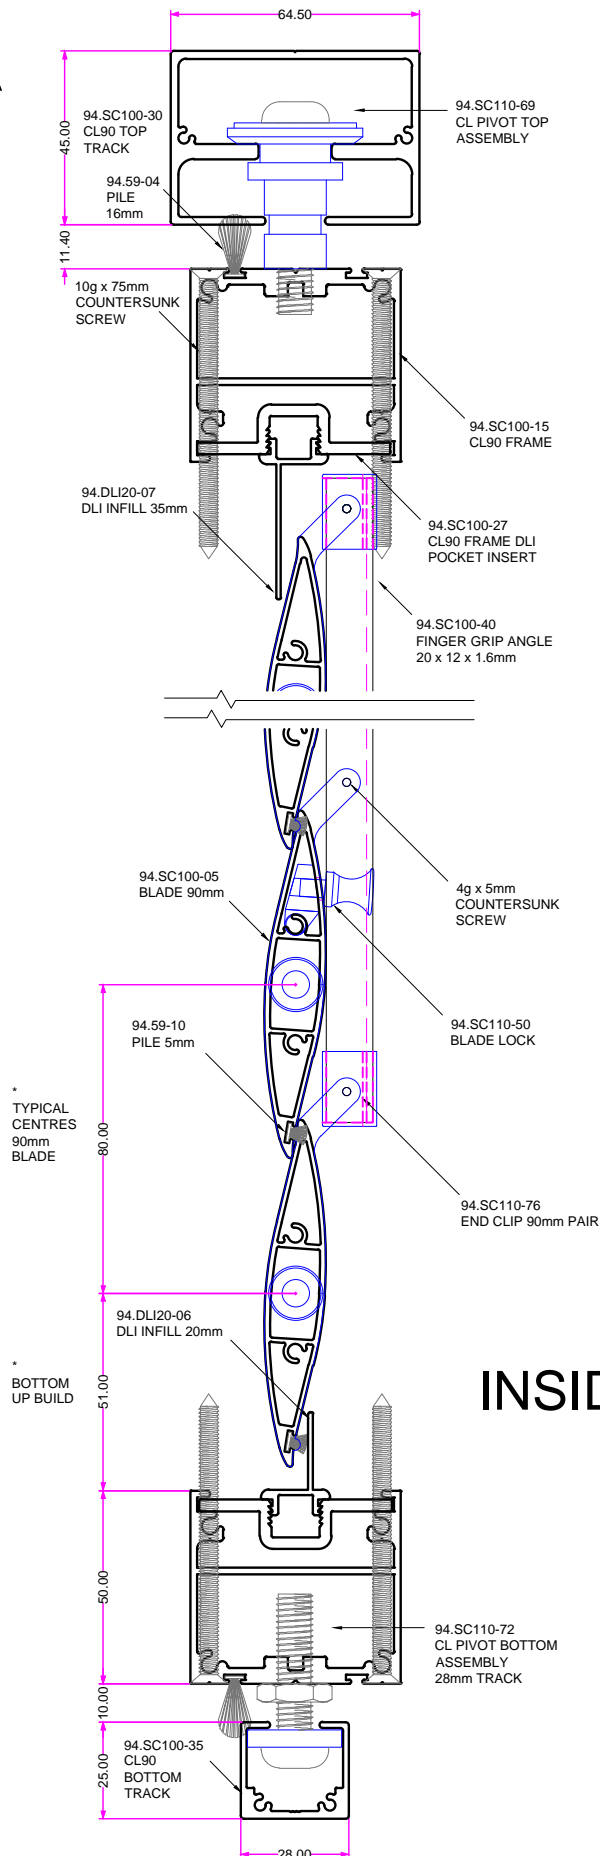 64.50
94.SC100-30
CL90 TOP
TRACK
94.SC110-69
CL PIVOT TOP
ASSEMBLY
45.00
94.59-04
PILE
16mm
11.40
10g x 75mm
COUNTERSUNK
SCREW
94.SC100-15
CL90 FRAME
94.DLI20-07
DLI INFILL 35mm
94.SC100-27
CL90 FRAME DLI
POCKET INSERT
94.SC100-40
FINGER GRIP ANGLE
20 x 12 x 1.6mm
94.SC100-05
BLADE 90mm
4g x 5mm
COUNTERSUNK
SCREW
94.59-10
PILE 5mm
94.SC110-50
BLADE LOCK
*
TYPICAL
CENTRES
90mm
BLADE
80.00
94.SC110-76
END CLIP 90mm PAIR
94.DLI20-06
DLI INFILL 20mm
*
BOTTOM
UP BUILD
51.00
INSID
50.00
94.SC110-72
CL PIVOT BOTTOM
ASSEMBLY
28mm TRACK
10.00
94.SC100-35
CL90
BOTTOM
TRACK
25.00
28.00